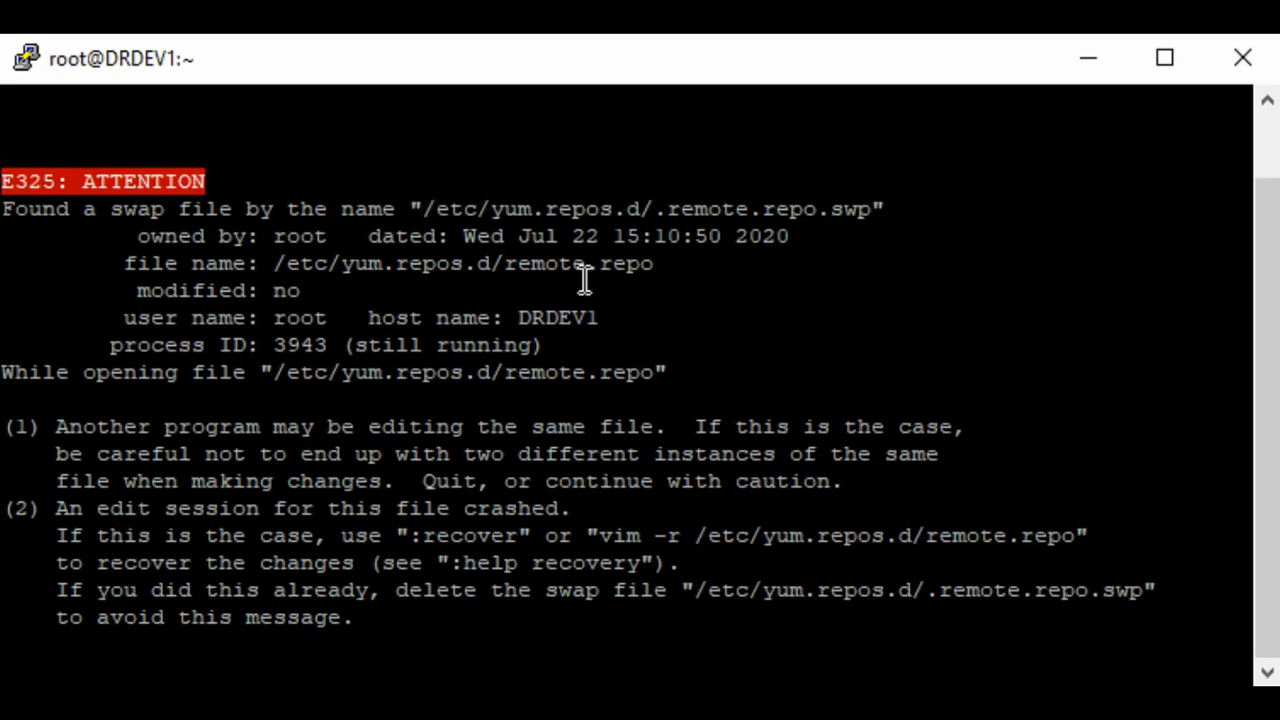 root@DRDEV1:~
E325: ATTENTION
Found a swap file by the name "/etc/yum.repos.d/.remote.repo.swp"
owned by: root   dated: Wed Jul 22 15:10:50 2020
file name: /etc/yum.repos.d/remote.repo
modified: no
user name: root   host name: DRDEV1
process ID: 3943 (still running)
While opening file "/etc/yum.repos.d/remote.repo"
(1) Another program may be editing the same file.  If this is the case,
be careful not to end up with two different instances of the same
file when making changes.  Quit, or continue with caution.
(2) An edit session for this file crashed.
If this is the case, use ":recover" or "vim -r /etc/yum.repos.d/remote.repo"
to recover the changes (see ":help recovery").
If you did this already, delete the swap file "/etc/yum.repos.d/.remote.repo.swp"
to avoid this message.